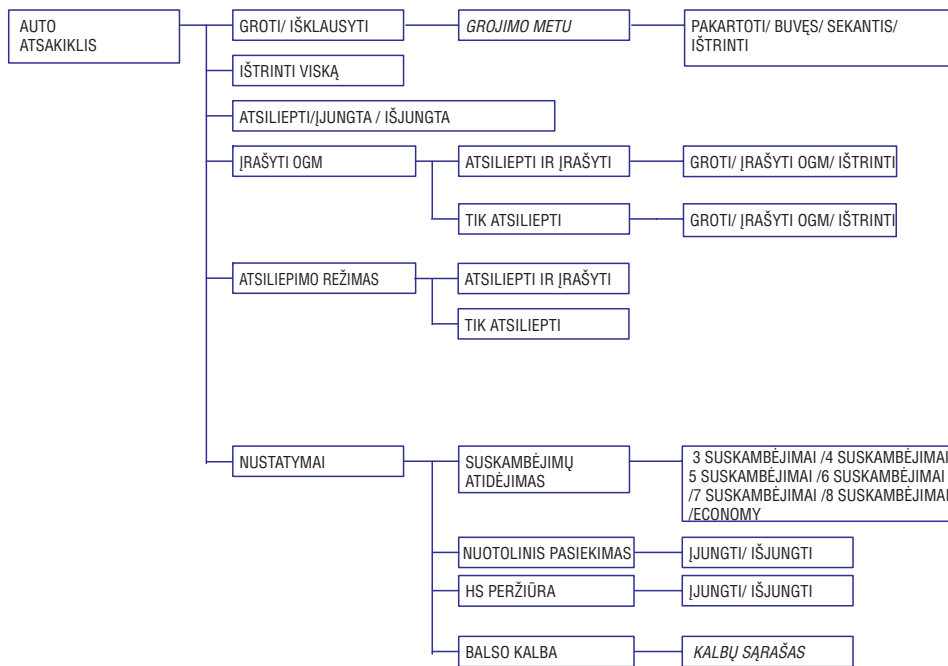 AUTO
ATSAKIKLIS
GROTI/ IŠKLAUSYTI
GROJIMO METU
PAKARTOTI/ BUVĘS/ SEKANTIS/
IŠTRINTI
IŠTRINTI VISKĄ
ATSILIEPTI/ĮJUNGTA / IŠJUNGTA
ĮRAŠYTI OGM
ATSILIEPTI IR ĮRAŠYTI
GROTI/ ĮRAŠYTI OGM/ IŠTRINTI
TIK ATSILIEPTI
GROTI/ ĮRAŠYTI OGM/ IŠTRINTI
ATSILIEPIMO REŽIMAS
ATSILIEPTI IR ĮRAŠYTI
TIK ATSILIEPTI
NUSTATYMAI
SUSKAMBĖJIMŲ
ATIDĖJIMAS
3 SUSKAMBĖJIMAI /4 SUSKAMBĖJIMAI
5 SUSKAMBĖJIMAI /6 SUSKAMBĖJIMAI
/7 SUSKAMBĖJIMAI /8 SUSKAMBĖJIMAI
/ECONOMY
NUOTOLINIS PASIEKIMAS
ĮJUNGTI/ IŠJUNGTI
HS PERŽIŪRA
ĮJUNGTI/ IŠJUNGTI
BALSO KALBA
KALBŲ SĄRAŠAS